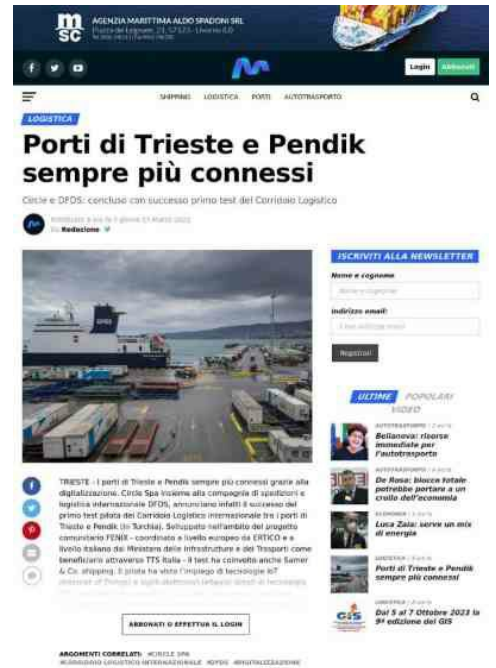 msc
AGENZIA MARITTIMA ALDO SPADONI SRL
Login
Abbonati
SHIPPING LOGISTICA PORTI AUTOTRASPORTO
LOGISTICA
Porti di Trieste e Pendik
sempre più connessi
Circle e DFDS: concluso con successo primo test del Corridoio Logistico
Redazione
ISCRIVITI ALLA NEWSLETTER
Nome e cognome
Indirizzo email:
Registrati
ULTIME POPOLARI
VIDEO
Bellanova: risorse
immediate per
l'autotrasporto
De Rosa: blocco totale
potrebbe portare a un
crollo dell'economia
Luca Zaia: serve un mix
di energia
Porti di Trieste e Pendik
sempre più connessi
Dal 5 al 7 Ottobre 2023 la
9ª edizione del GIS
TRIESTE - I porti di Trieste e Pendik sempre più connessi grazie alla
digitalizzazione. Circle Spa insieme alla compagnia di spedizioni e
logistica internazionale DFDS, annunciano infatti il successo del
primo test pilota del Corridoio Logistico internazionale tra i porti di
Trieste e Pendik (in Turchia). Sviluppato nell'ambito del progetto
comunitario FENIX - coordinato a livello europeo da ERTICO e a
livello italiano dal Ministero delle Infrastrutture e dei Trasporti come
beneficiario attraverso TTS Italia - il test ha coinvolto anche Samer
& Co. shipping. Il pilota ha visto l'impiego di tecnologie IoT
ABBONATI O EFFETTUA IL LOGIN
ARGOMENTI CORRELATI: #CIRCLE SPA
#CORRIDOIO LOGISTICO INTERNAZIONALE #DFDS #DIGITALIZZAZIONE